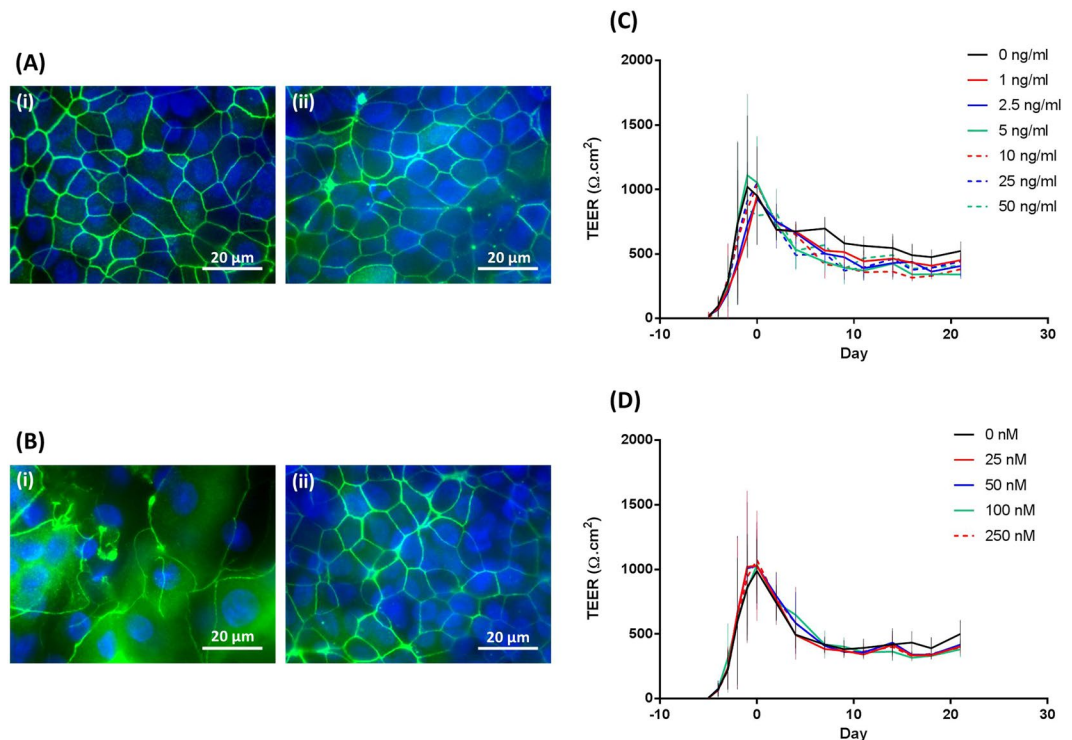 (A)
(i)
20 μm
(ii)
20 μm
(B)
(i)
20 μm
(ii)
20 μm
(C)
0 ng/ml
1 ng/ml
2.5 ng/ml
5 ng/ml
10 ng/ml
25 ng/ml
50 ng/ml
2000
1500
1000
500
0
TEER (Ω.cm²)
-10 0 10 20 30
Day
(D)
0 nM
25 nM
50 nM
100 nM
250 nM
2000
1500
1000
500
0
TEER (Ω.cm²)
-10 0 10 20 30
Day